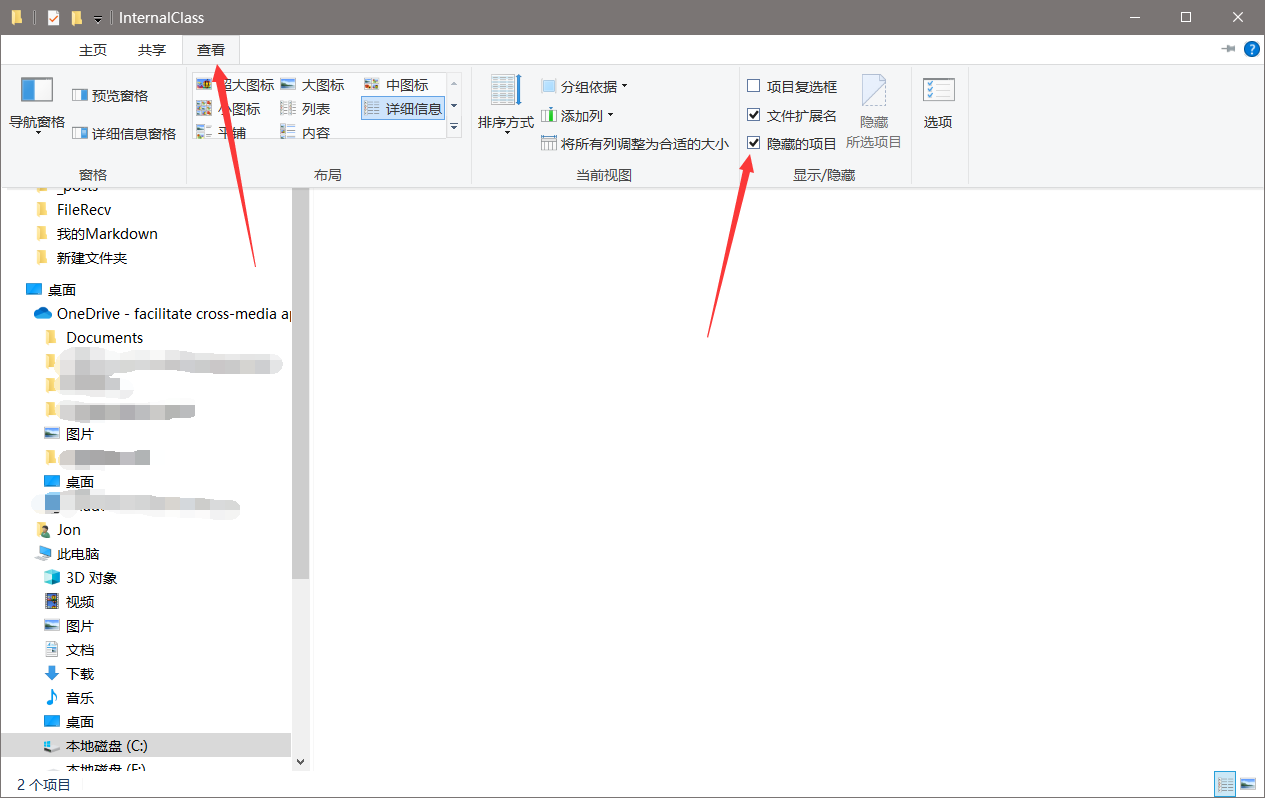 InternalClass
主页 共享 查看
超大图标 大图标 中图标
小图标 列表 详细信息
平铺 内容
导航窗格
预览窗格
详细信息窗格
排序方式
分组依据
添加列
将所有列调整为合适的大小
项目复选框
文件扩展名
隐藏的项目
隐藏
所选项目
选项
窗格 布局 当前视图 显示/隐藏
_posts
FileRecv
我的Markdown
新建文件夹
桌面
OneDrive - facilitate cross-media ap
Documents
图片
桌面
Jon
此电脑
3D 对象
视频
图片
文档
下载
音乐
桌面
本地磁盘 (C:)
本地磁盘 (E:)
2 个项目